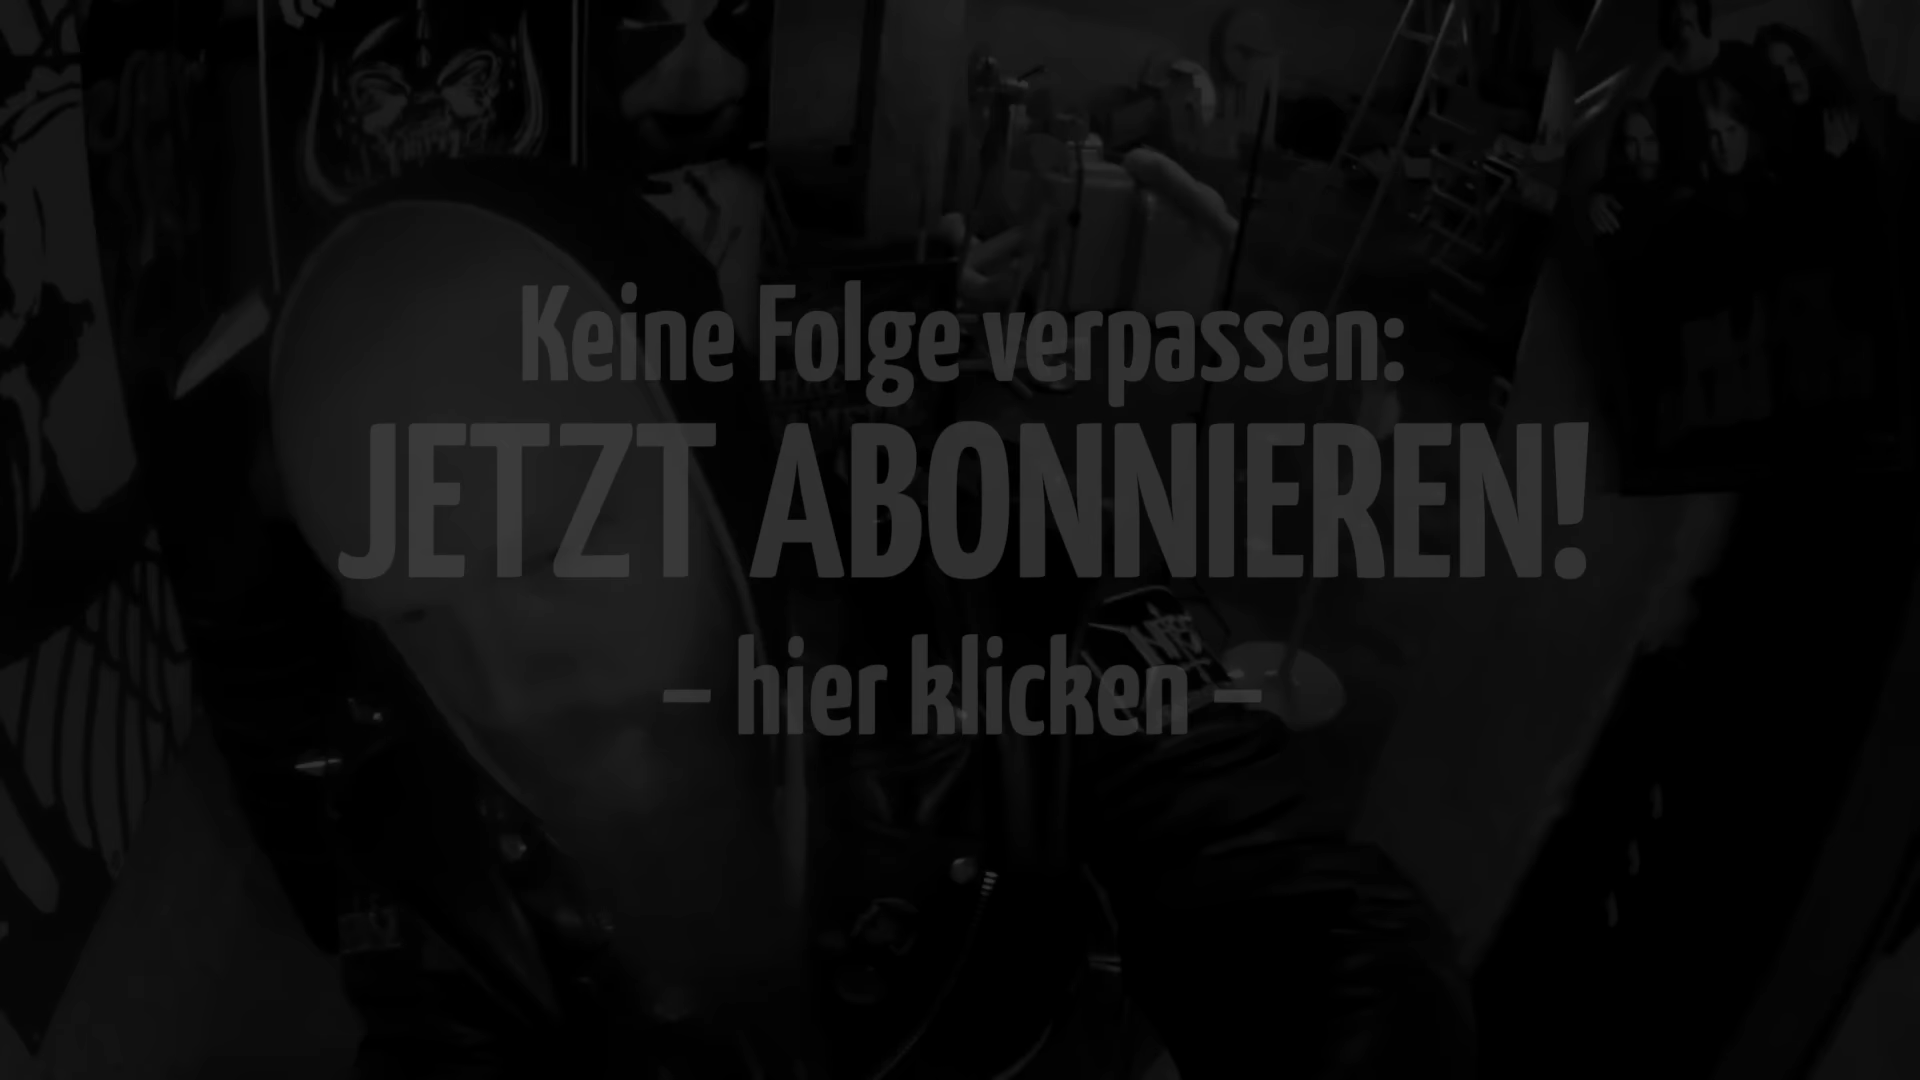 Keine Folge verpassen:
JETZT ABONNIEREN!
– hier klicken –